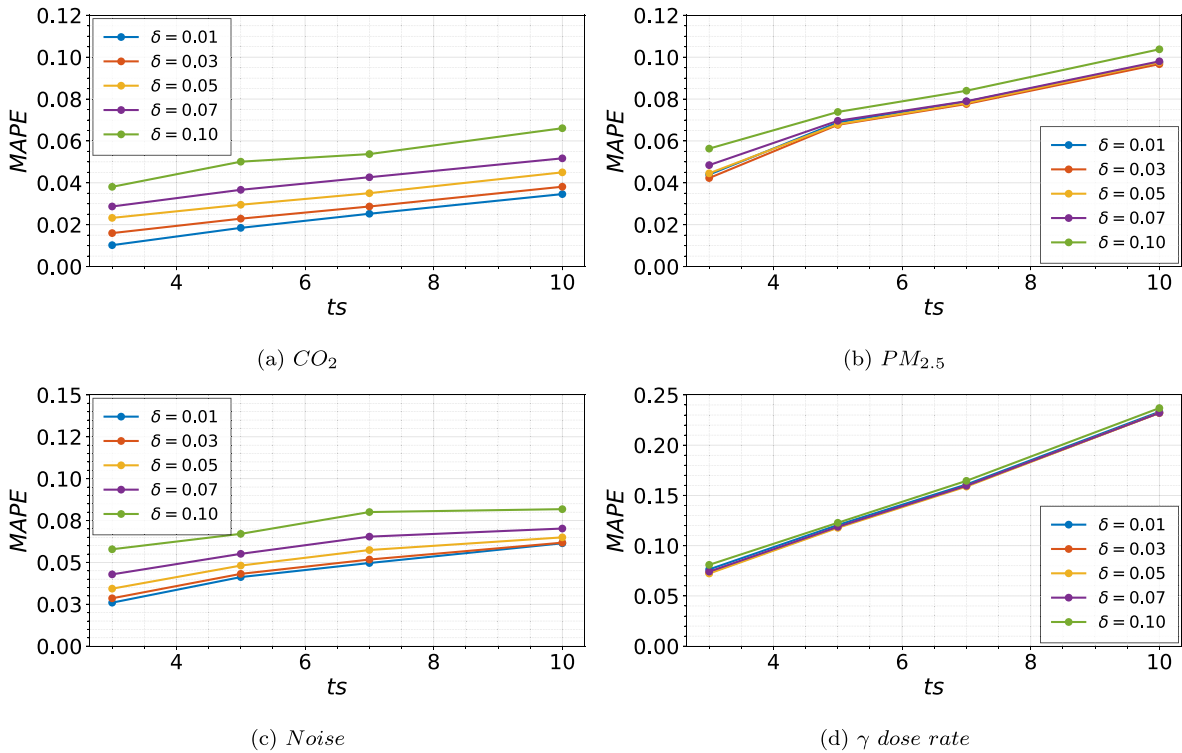 0.12
0.10
0.08
0.06
0.04
0.02
0.00
MAPE
δ = 0.01
δ = 0.03
δ = 0.05
δ = 0.07
δ = 0.10
4 6 8 10
ts
(a) CO₂
0.12
0.10
0.08
0.06
0.04
0.02
0.00
MAPE
δ = 0.01
δ = 0.03
δ = 0.05
δ = 0.07
δ = 0.10
4 6 8 10
ts
(b) PM₂.₅
0.15
0.13
0.10
0.08
0.05
0.03
0.00
MAPE
δ = 0.01
δ = 0.03
δ = 0.05
δ = 0.07
δ = 0.10
4 6 8 10
ts
(c) Noise
0.25
0.20
0.15
0.10
0.05
0.00
MAPE
δ = 0.01
δ = 0.03
δ = 0.05
δ = 0.07
δ = 0.10
4 6 8 10
ts
(d) γ dose rate